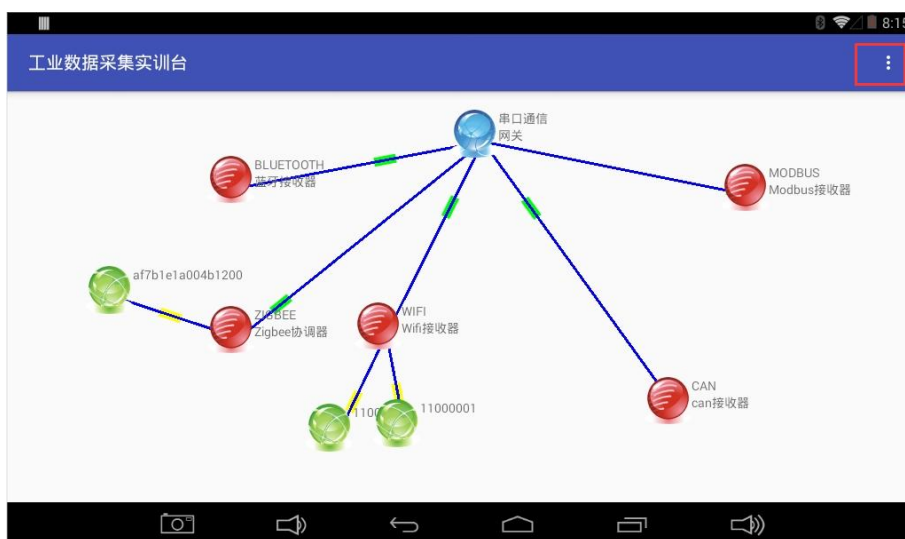 8:15
工业数据采集实训台
串口通信
网关
BLUETOOTH
蓝牙接收器
MODBUS
Modbus接收器
af7b1e1a004b1200
ZIGBEE
Zigbee协调器
WIFI
Wifi接收器
CAN
can接收器
1100
11000001